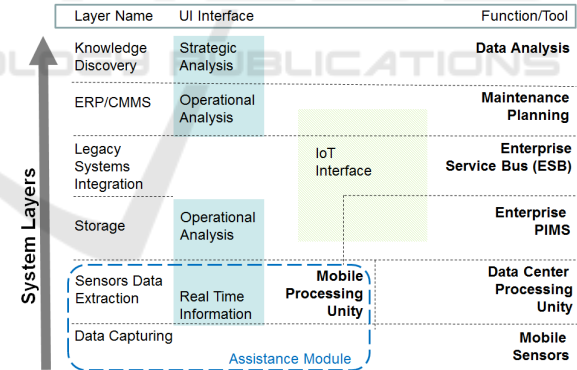 Layer Name UI Interface Function/Tool
Knowledge Strategic Data Analysis
Discovery Analysis
ERP/CMMS Operational Maintenance
Analysis Planning
Legacy IoT Enterprise
Systems Interface Service Bus (ESB)
Integration
Storage Operational Enterprise
Analysis PIMS
Sensors Data Mobile Data Center
Extraction Real Time Processing Processing
Information Unity Unity
Data Capturing Mobile
Assistance Module Sensors
System Layers